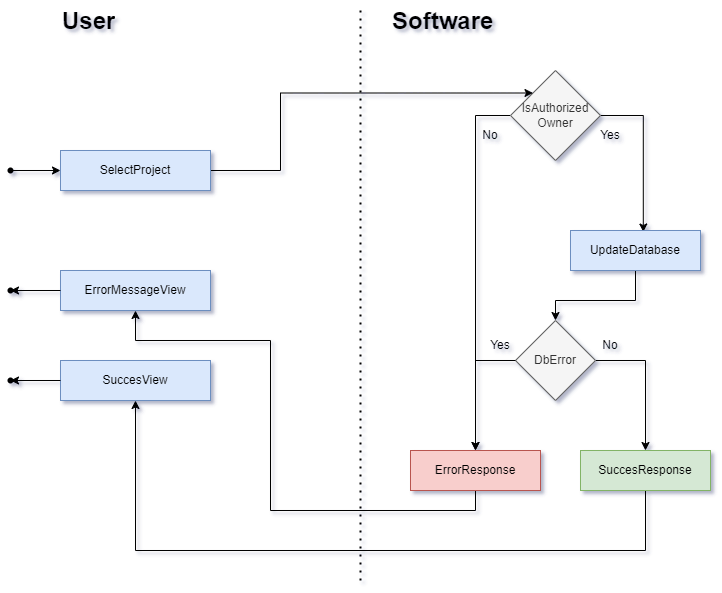 User
Software
IsAuthorized
Owner
No
Yes
SelectProject
UpdateDatabase
ErrorMessageView
Yes
No
DbError
SuccesView
ErrorResponse
SuccesResponse